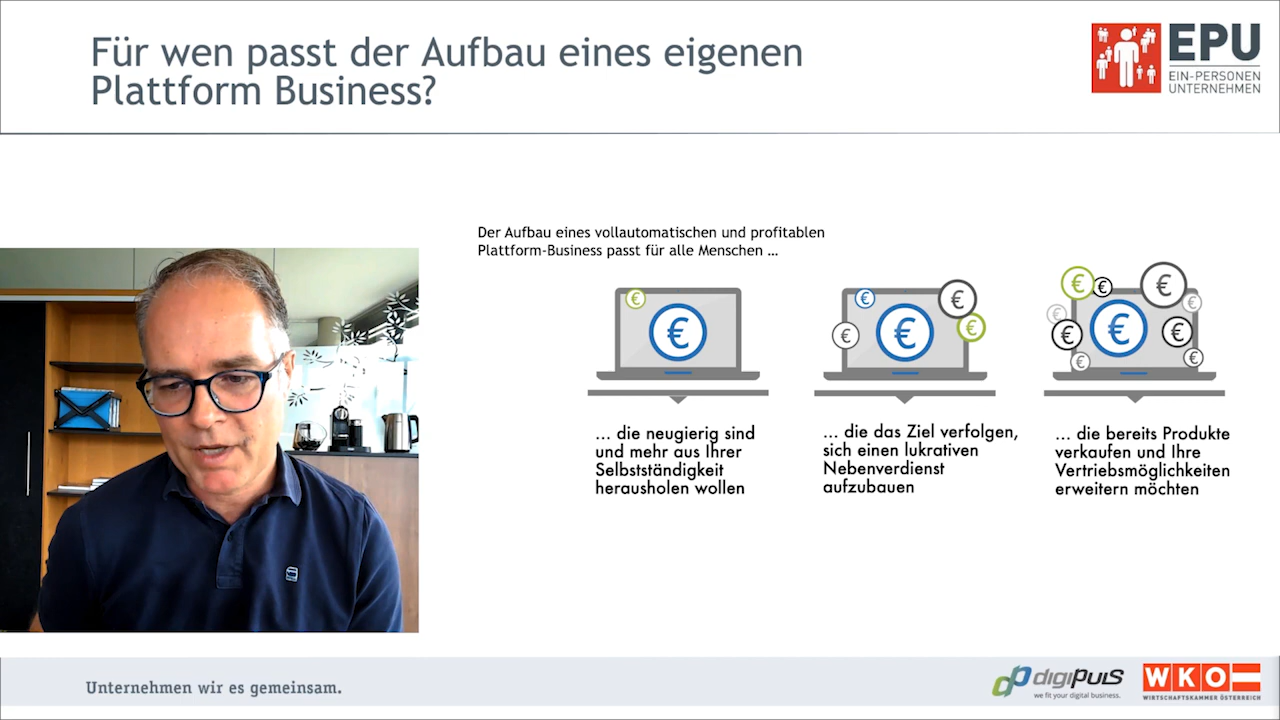 Für wen passt der Aufbau eines eigenen
Plattform Business?
EPU
EIN-PERSONEN
UNTERNEHMEN
Der Aufbau eines vollautomatischen und profitablen
Plattform-Business passt für alle Menschen ...
€ €
€ € € €
€ € € € € € € € €
... die neugierig sind
und mehr aus Ihrer
Selbstständigkeit
herausholen wollen
... die das Ziel verfolgen,
sich einen lukrativen
Nebenverdienst
aufzubauen
... die bereits Produkte
verkaufen und Ihre
Vertriebsmöglichkeiten
erweitern möchten
Unternehmen wir es gemeinsam.
digiPULS
we fit your digital business.
WKO
WIRTSCHAFTSKAMMER ÖSTERREICH